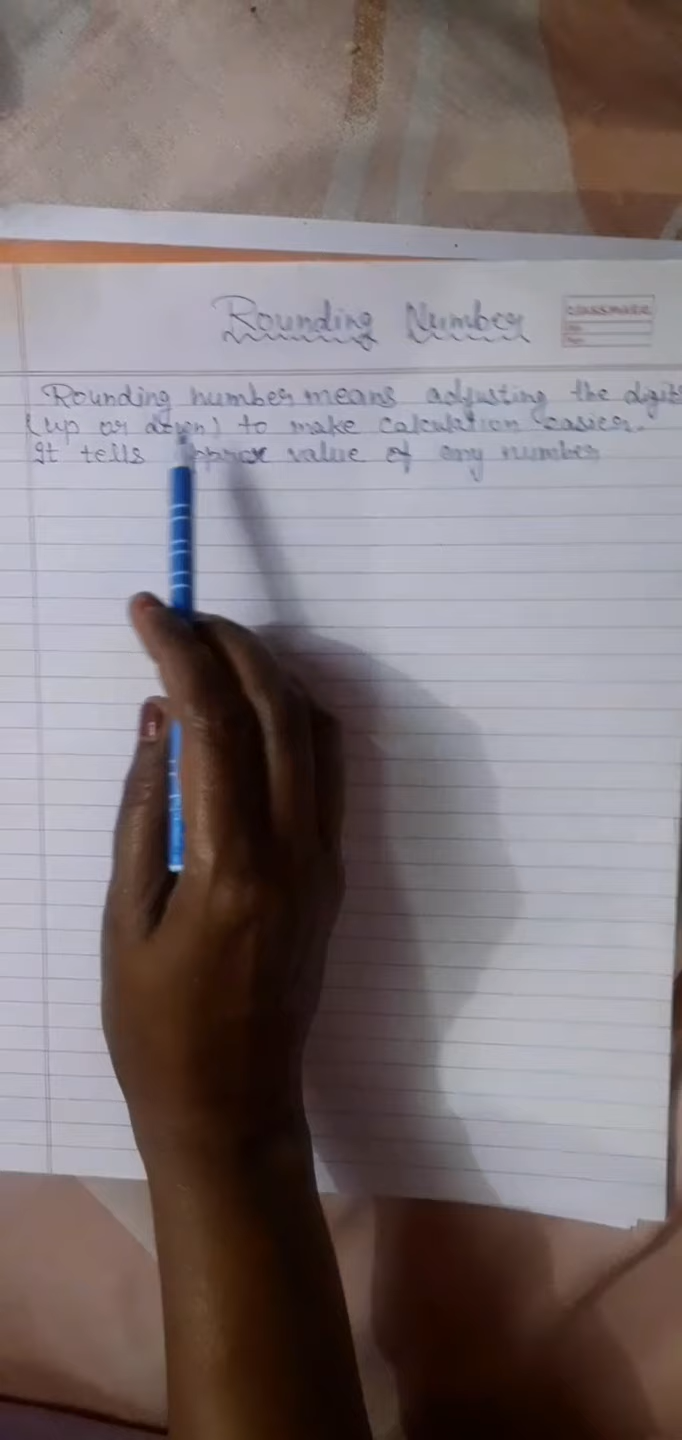 Rounding Number
classmate
Rounding number means adjusting the digits
(up or down) to make calculation easier.
It tells approx value of any number